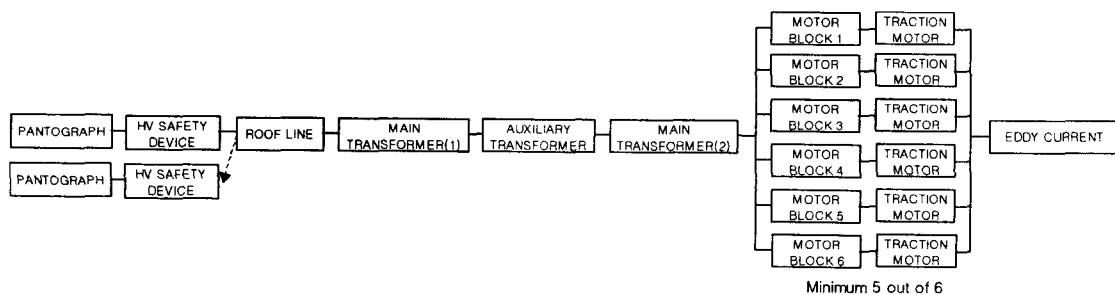 PANTOGRAPH
HV SAFETY
DEVICE
ROOF LINE
MAIN
TRANSFORMER(1)
AUXILIARY
TRANSFORMER
MAIN
TRANSFORMER(2)
PANTOGRAPH
HV SAFETY
DEVICE
MOTOR
BLOCK 1
TRACTION
MOTOR
MOTOR
BLOCK 2
TRACTION
MOTOR
MOTOR
BLOCK 3
TRACTION
MOTOR
MOTOR
BLOCK 4
TRACTION
MOTOR
MOTOR
BLOCK 5
TRACTION
MOTOR
MOTOR
BLOCK 6
TRACTION
MOTOR
EDDY CURRENT
Minimum 5 out of 6